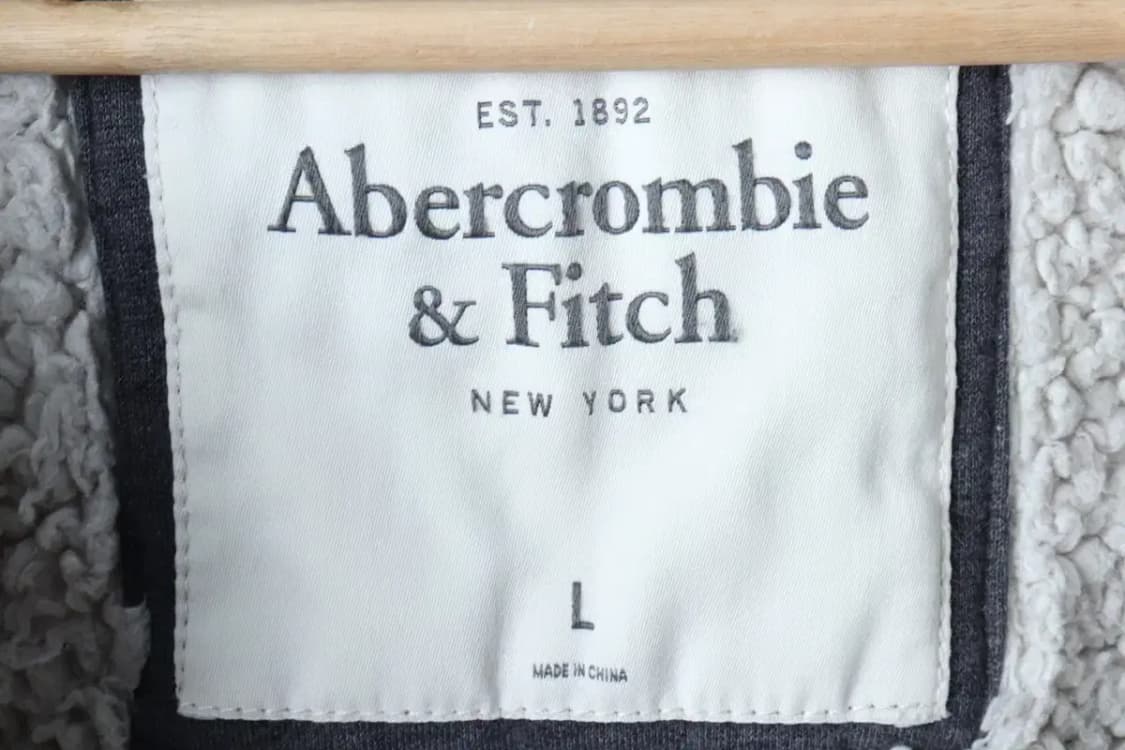 EST. 1892
Abercrombie
& Fitch
NEW YORK
L
MADE IN CHINA